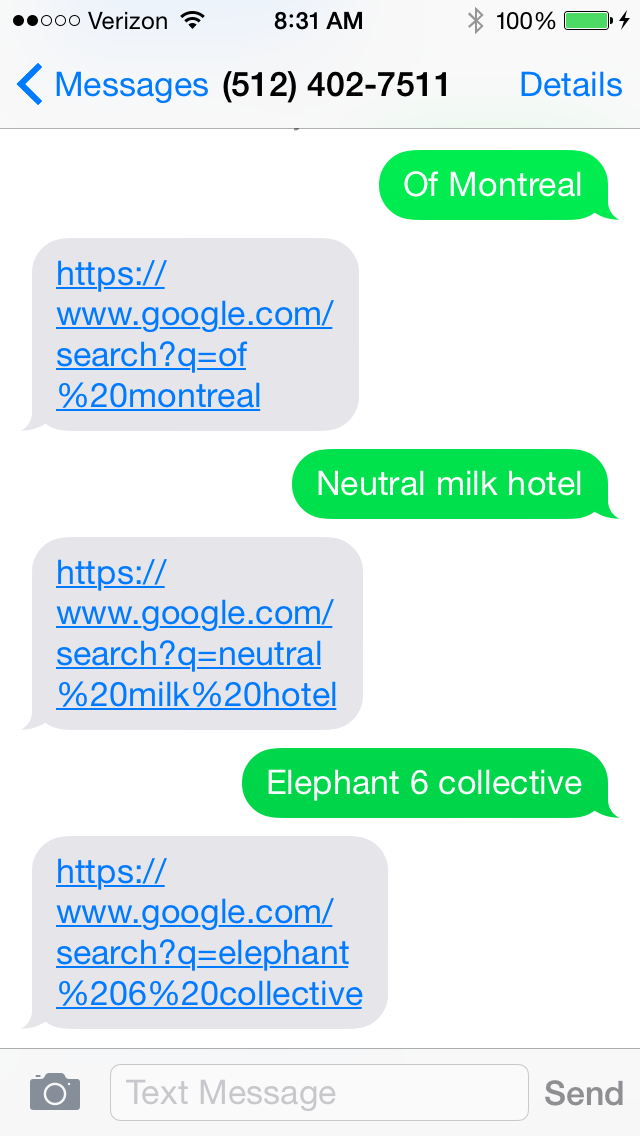 Verizon 8:31 AM 100%
Messages (512) 402-7511 Details
Of Montreal
https://
www.google.com/
search?q=of
%20montreal
Neutral milk hotel
https://
www.google.com/
search?q=neutral
%20milk%20hotel
Elephant 6 collective
https://
www.google.com/
search?q=elephant
%206%20collective
Text Message Send